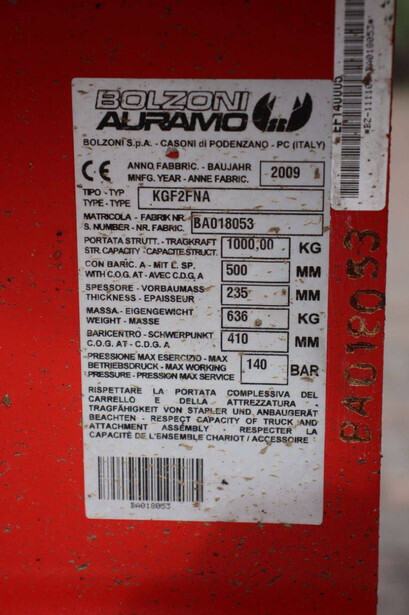 BOLZONI
AURAMO
BOLZONI S.p.A. - CASONI di PODENZANO - PC (ITALY)
CE
ANNO FABBRIC. - BAUJAHR
MNFG. YEAR - ANNE FABRIC.
2009
TIPO - TYP
TYPE - TYPE
KGF2FNA
MATRICOLA - FABRIK NR.
S. NUMBER - NR. FABRIC.
BA018053
PORTATA STRUTT. - TRAGKRAFT
STR. CAPACITY - CAPACITE STRUCT.
1000,00 KG
CON BARIC. A - MIT L. SP.
WITH C.O.G. AT - AVEC C.D.G. A
500 MM
SPESSORE - VORBAUMASS
THICKNESS - EPAISSEUR
235 MM
MASSA - EIGENGEWICHT
WEIGHT - MASSE
636 KG
BARICENTRO - SCHWERPUNKT
C.O.G. AT - C.D.G. A
410 MM
PRESSIONE MAX ESERCIZIO - MAX
BETRIEBSDRUCK - MAX WORKING
PRESSURE - PRESSION MAX SERVICE
140 BAR
RISPETTARE LA PORTATA COMPLESSIVA DEL
CARRELLO E DELLA ATTREZZATURA -
TRAGFÄHIGKEIT VON STAPLER UND ANBAUGERÄT
BEACHTEN - RESPECT CAPACITY OF TRUCK AND
ATTACHMENT ASSEMBLY - RESPECTER LA
CAPACITÉ DE L'ENSEMBLE CHARIOT / ACCESSOIRE
BA018053
BA018053